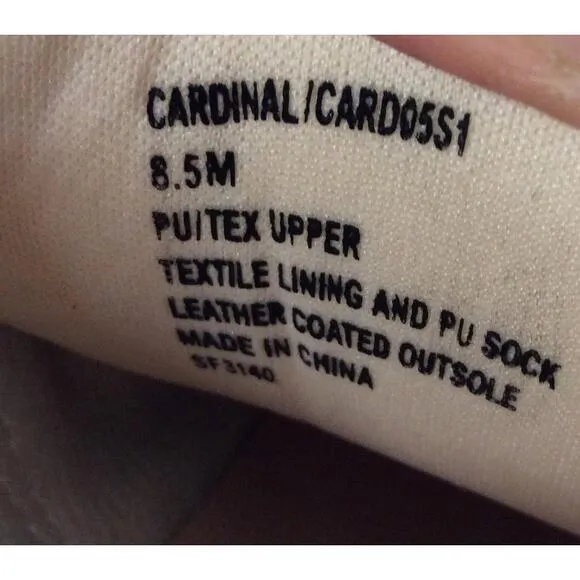 CARDINAL/CARD05S1
8.5M
PU/TEX UPPER
TEXTILE LINING AND PU SOCK
LEATHER COATED OUTSOLE
MADE IN CHINA
SF3140